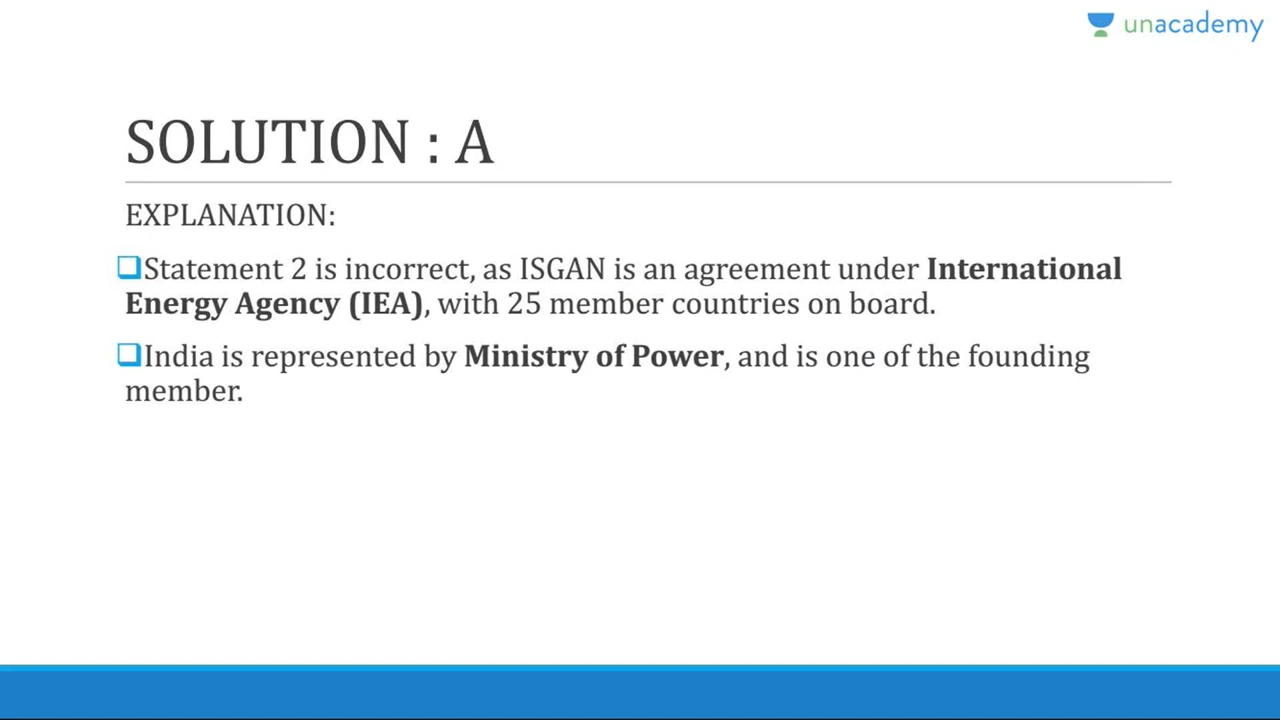 unacademy
SOLUTION : A
EXPLANATION:
❑Statement 2 is incorrect, as ISGAN is an agreement under International
Energy Agency (IEA), with 25 member countries on board.
❑India is represented by Ministry of Power, and is one of the founding
member.